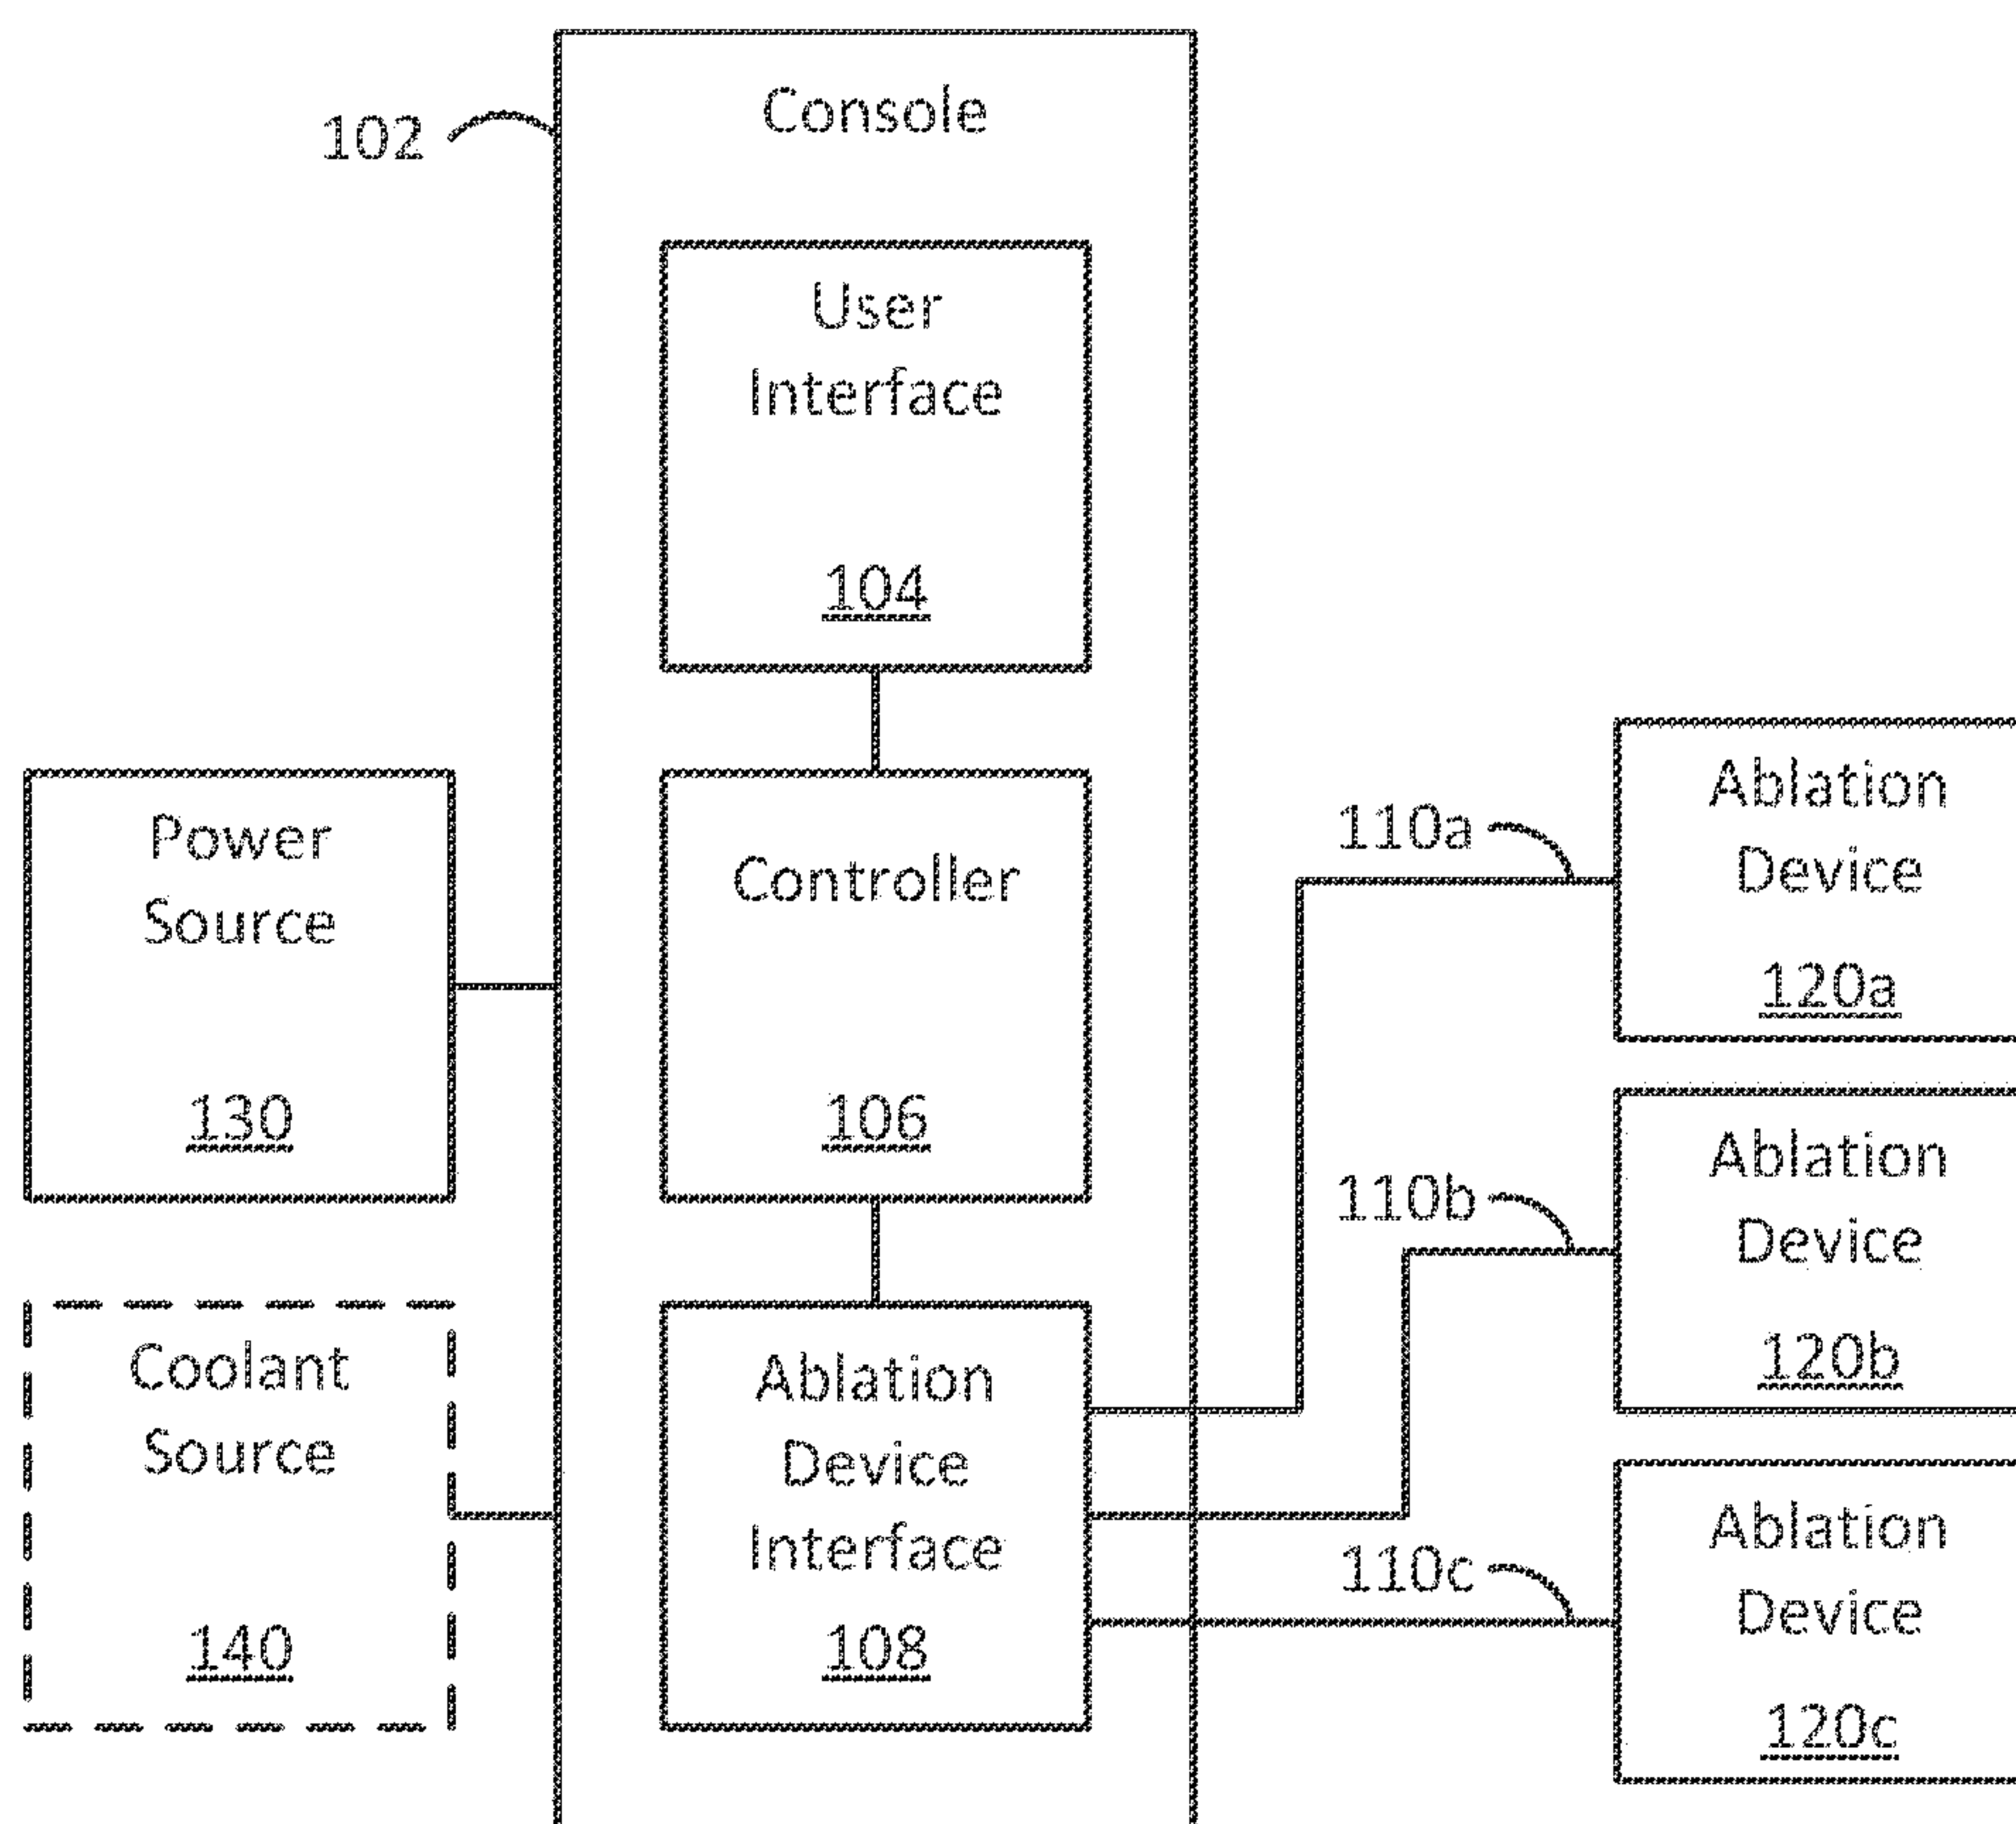 Console
102
User
Interface
104
Power
Source
130
Controller
106
Coolant
Source
140
Ablation
Device
Interface
108
110a
Ablation
Device
120a
110b
Ablation
Device
120b
110c
Ablation
Device
120c